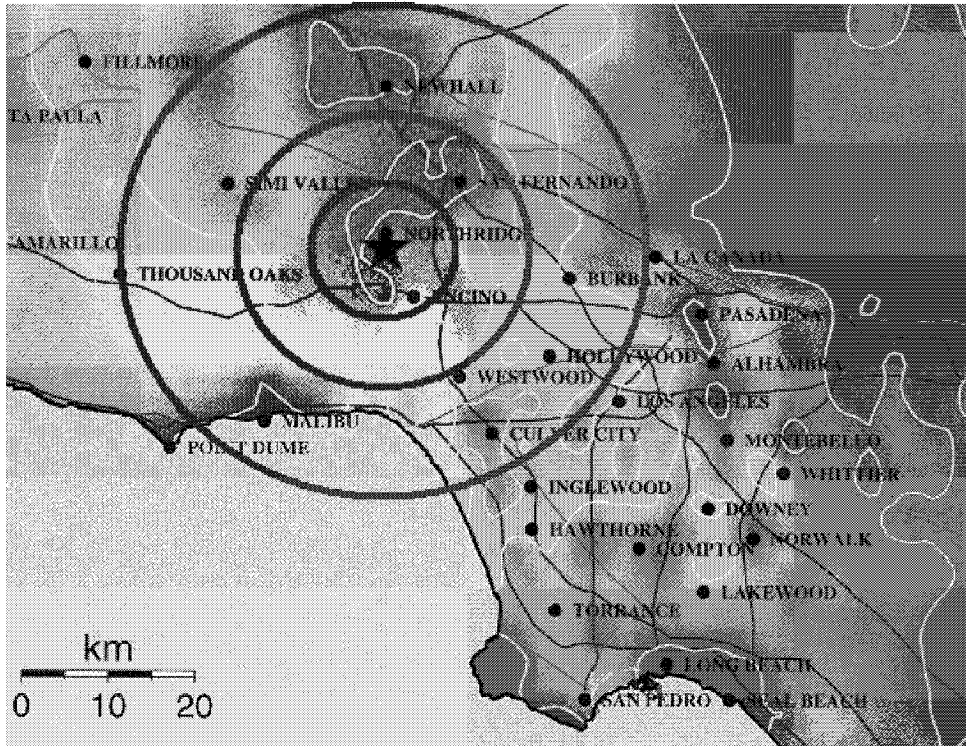 FILLMORE
NEWHALL
TA PAULA
SIMI VALLEY
SAN FERNANDO
NORTHRIDG
CAMARILLO
THOUSAND OAKS
LA CANADA
BURBANK
ENCINO
PASADENA
HOLLYWOOD
ALHAMBRA
WESTWOOD
LOS ANGELES
MALIBU
CULVER CITY
MONTEBELLO
POINT DUME
WHITTIER
INGLEWOOD
DOWNEY
HAWTHORNE
NORWALK
COMPTON
LAKEWOOD
TORRANCE
km
LONG BEACH
0 10 20
SAN PEDRO
SEAL BEACH